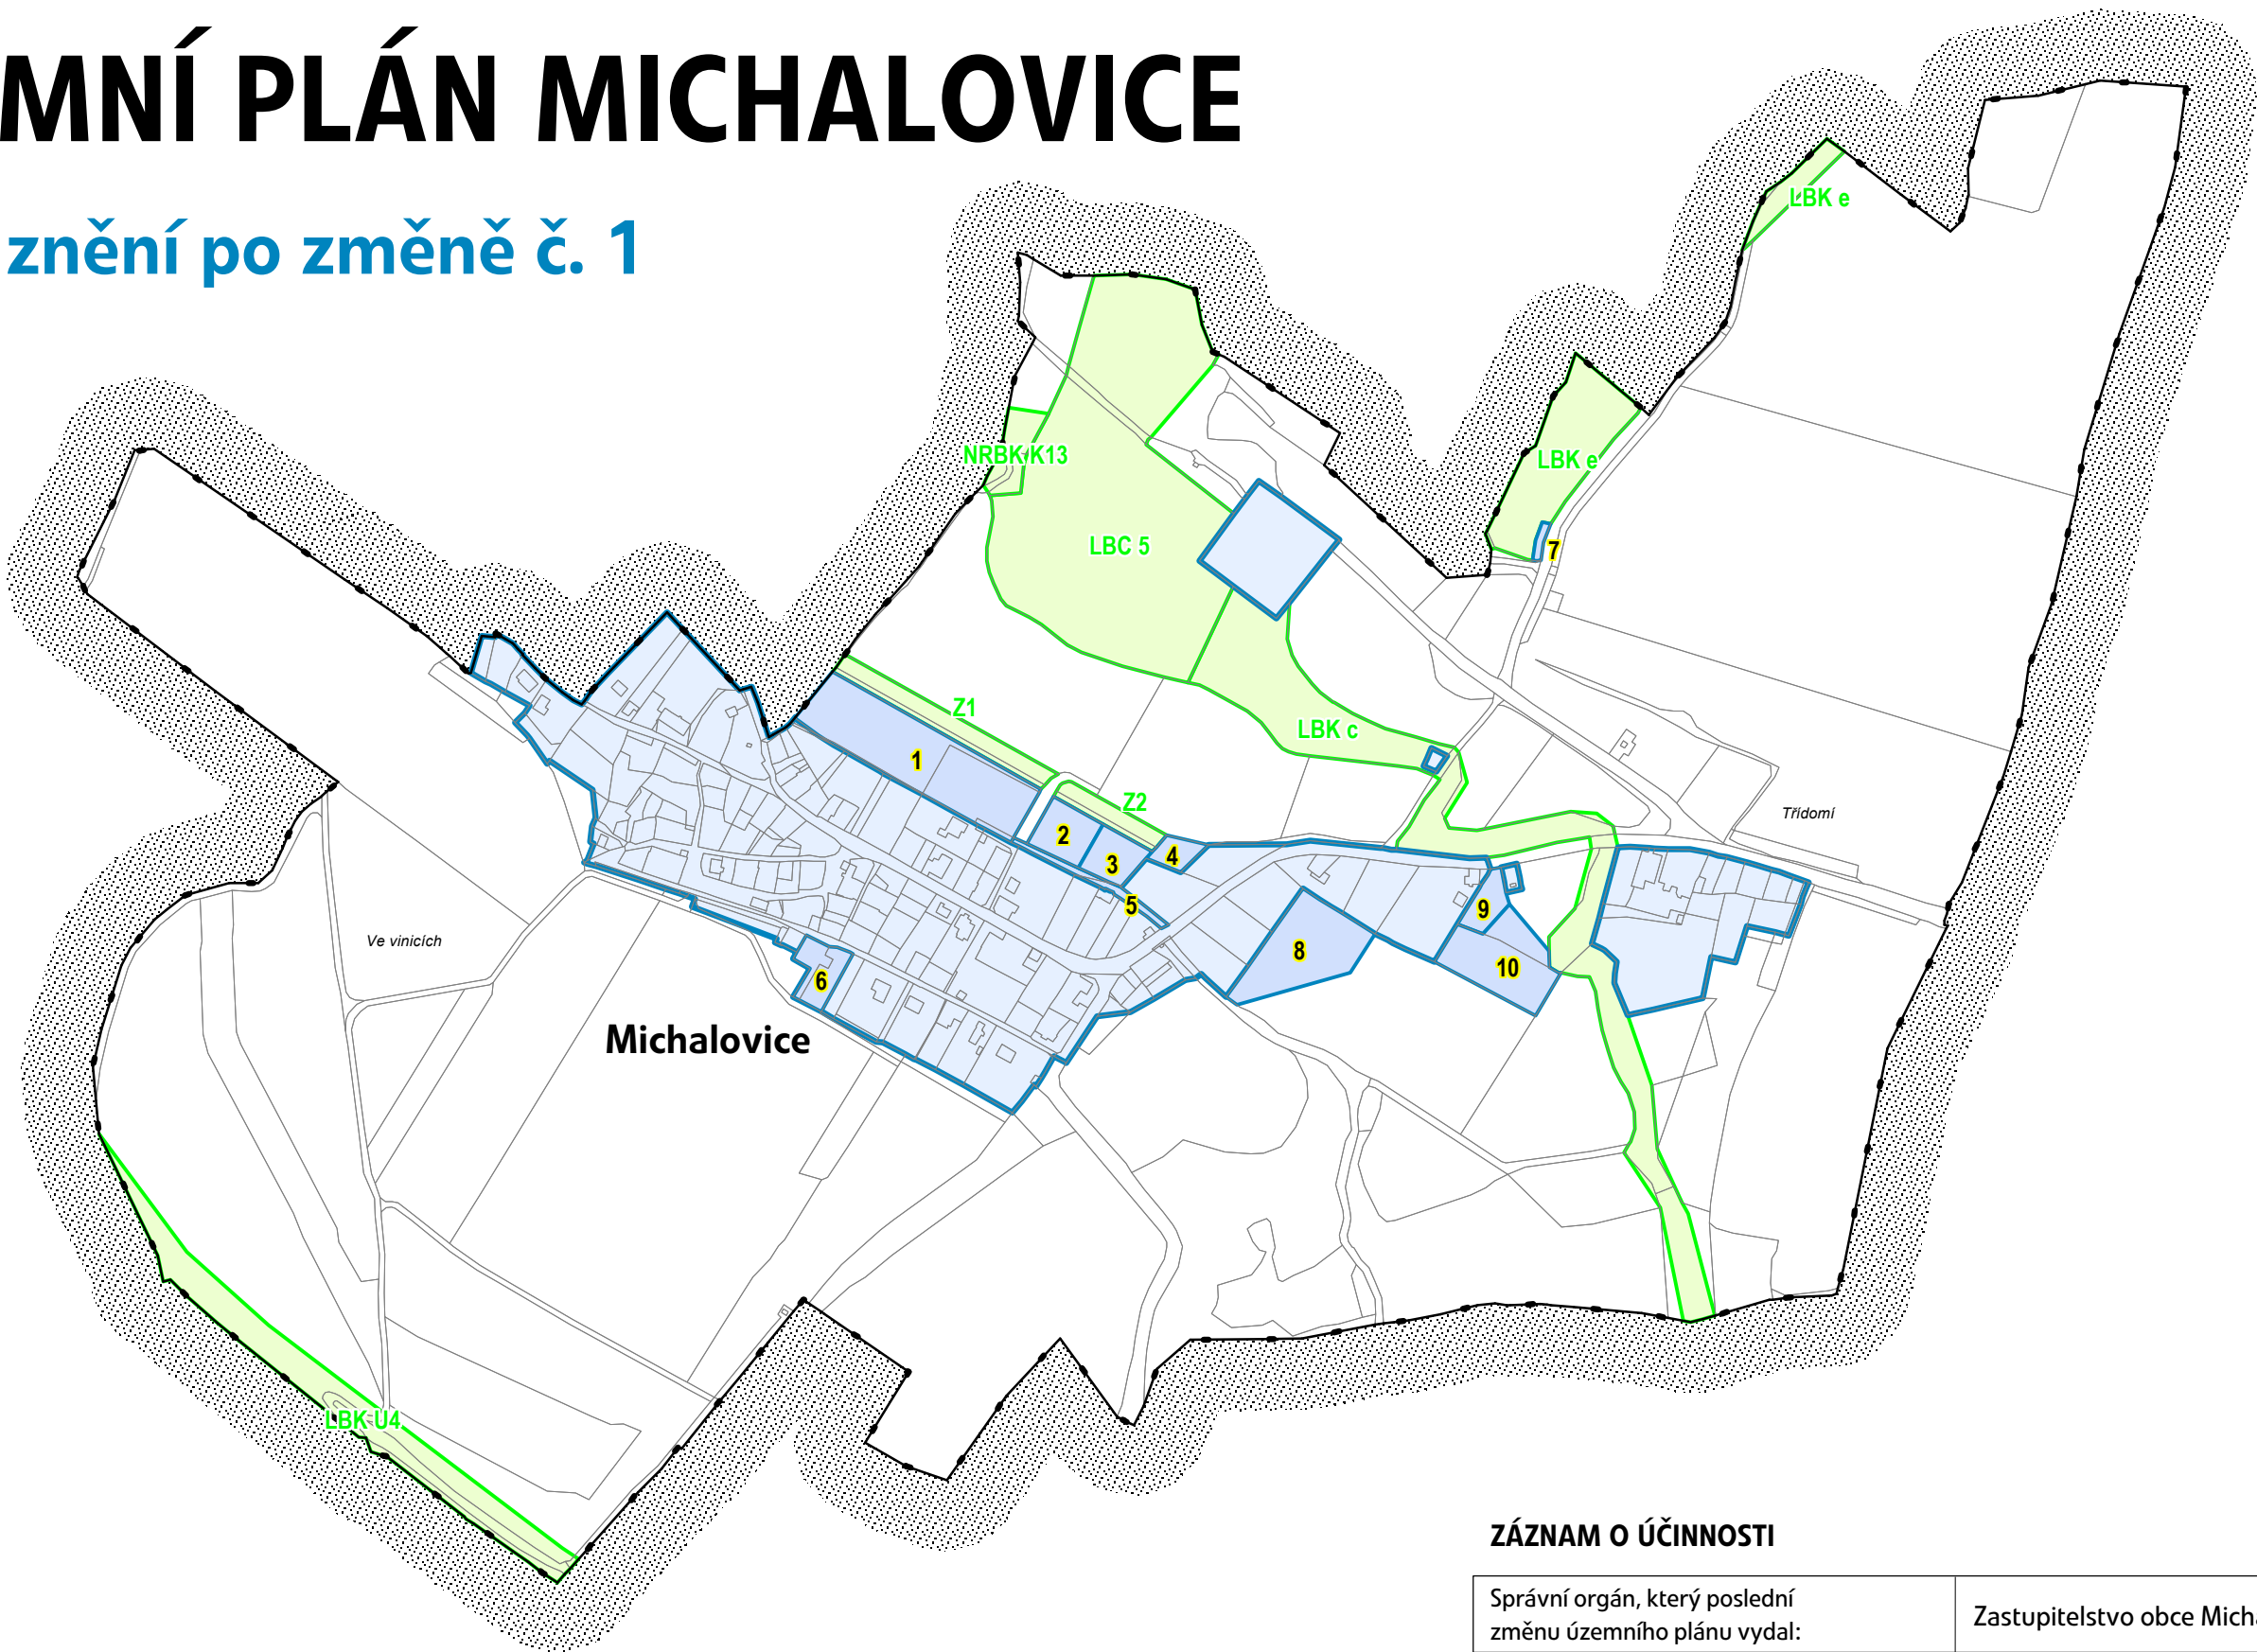 MNÍ PLÁN MICHALOVICE
znění po změně č. 1
LBK e
NRBK K13
LBK e
LBC 5
7
Z1
LBK c
1
Z2
Třídomí
2
3
4
5
9
Ve vinicích
8
10
6
Michalovice
LBK U4
ZÁZNAM O ÚČINNOSTI
Správní orgán, který poslední
změnu územního plánu vydal:
Zastupitelstvo obce Mich